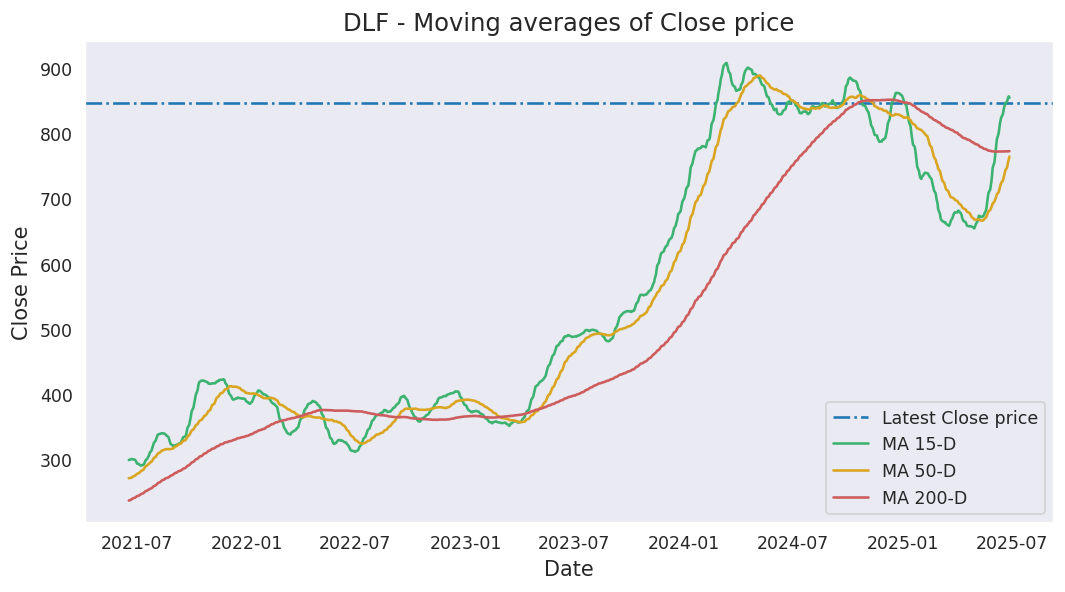 DLF - Moving averages of Close price
Close Price
900
800
700
600
500
400
300
Latest Close price
MA 15-D
MA 50-D
MA 200-D
2021-07 2022-01 2022-07 2023-01 2023-07 2024-01 2024-07 2025-01 2025-07
Date